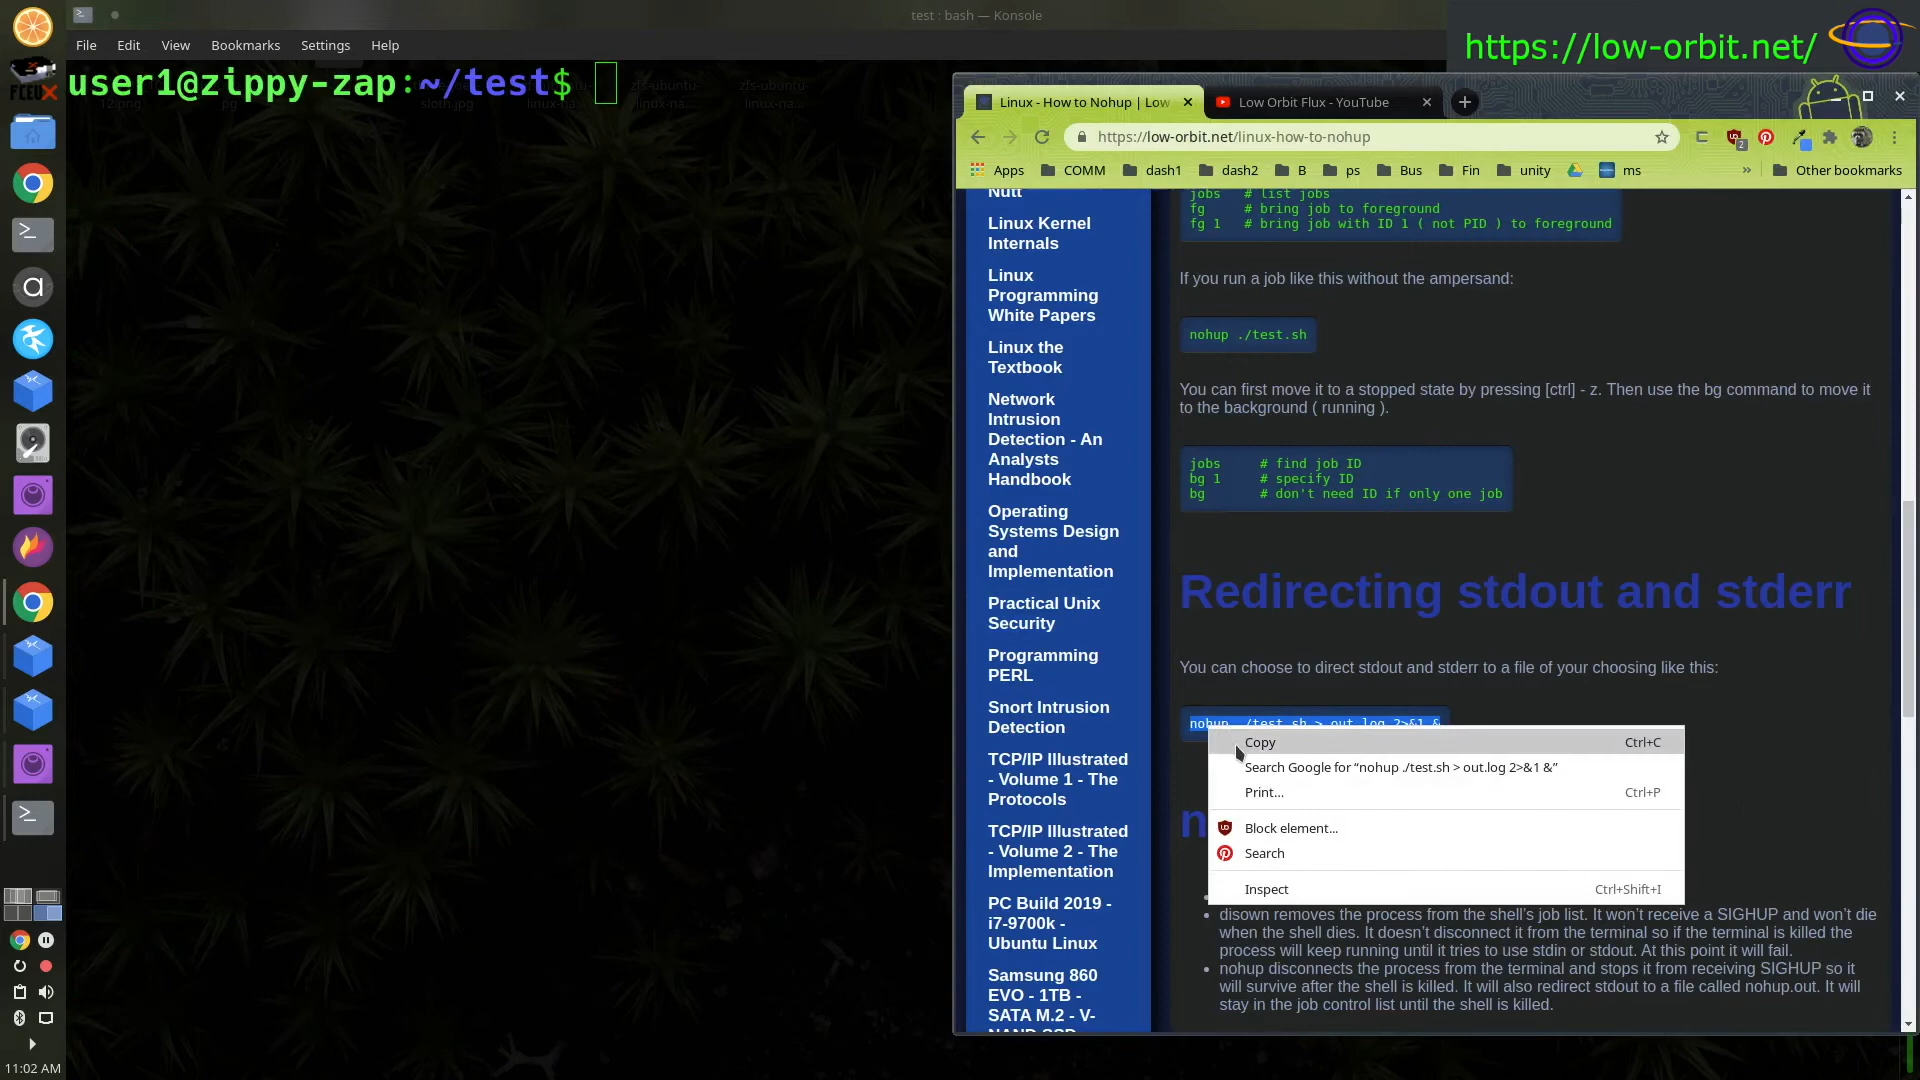 test : bash — Konsole
File Edit View Bookmarks Settings Help
user1@zippy-zap:~/test$
https://low-orbit.net/
FCEUX
Linux - How to Nohup | Low
Low Orbit Flux - YouTube
https://low-orbit.net/linux-how-to-nohup
2
Apps COMM dash1 dash2 B ps Bus Fin unity ms » Other bookmarks
Nutt
Linux Kernel
Internals
Linux
Programming
White Papers
Linux the
Textbook
Network
Intrusion
Detection - An
Analysts
Handbook
Operating
Systems Design
and
Implementation
Practical Unix
Security
Programming
PERL
Snort Intrusion
Detection
TCP/IP Illustrated
- Volume 1 - The
Protocols
TCP/IP Illustrated
- Volume 2 - The
Implementation
PC Build 2019 -
i7-9700k -
Ubuntu Linux
Samsung 860
EVO - 1TB -
SATA M.2 - V-
NAND SSD
jobs # list jobs
fg # bring job to foreground
fg 1 # bring job with ID 1 ( not PID ) to foreground
If you run a job like this without the ampersand:
nohup ./test.sh
You can first move it to a stopped state by pressing [ctrl] - z. Then use the bg command to move it
to the background ( running ).
jobs # find job ID
bg 1 # specify ID
bg # don't need ID if only one job
Redirecting stdout and stderr
You can choose to direct stdout and stderr to a file of your choosing like this:
nohup ./test.sh > out.log 2>&1 &
Copy Ctrl+C
Search Google for “nohup ./test.sh > out.log 2>&1 &”
Print... Ctrl+P
Block element...
Search
Inspect Ctrl+Shift+I
n
disown removes the process from the shell’s job list. It won’t receive a SIGHUP and won’t die
when the shell dies. It doesn’t disconnect it from the terminal so if the terminal is killed the
process will keep running until it tries to use stdin or stdout. At this point it will fail.
nohup disconnects the process from the terminal and stops it from receiving SIGHUP so it
will survive after the shell is killed. It will also redirect stdout to a file called nohup.out. It will
stay in the job control list until the shell is killed.
11:02 AM